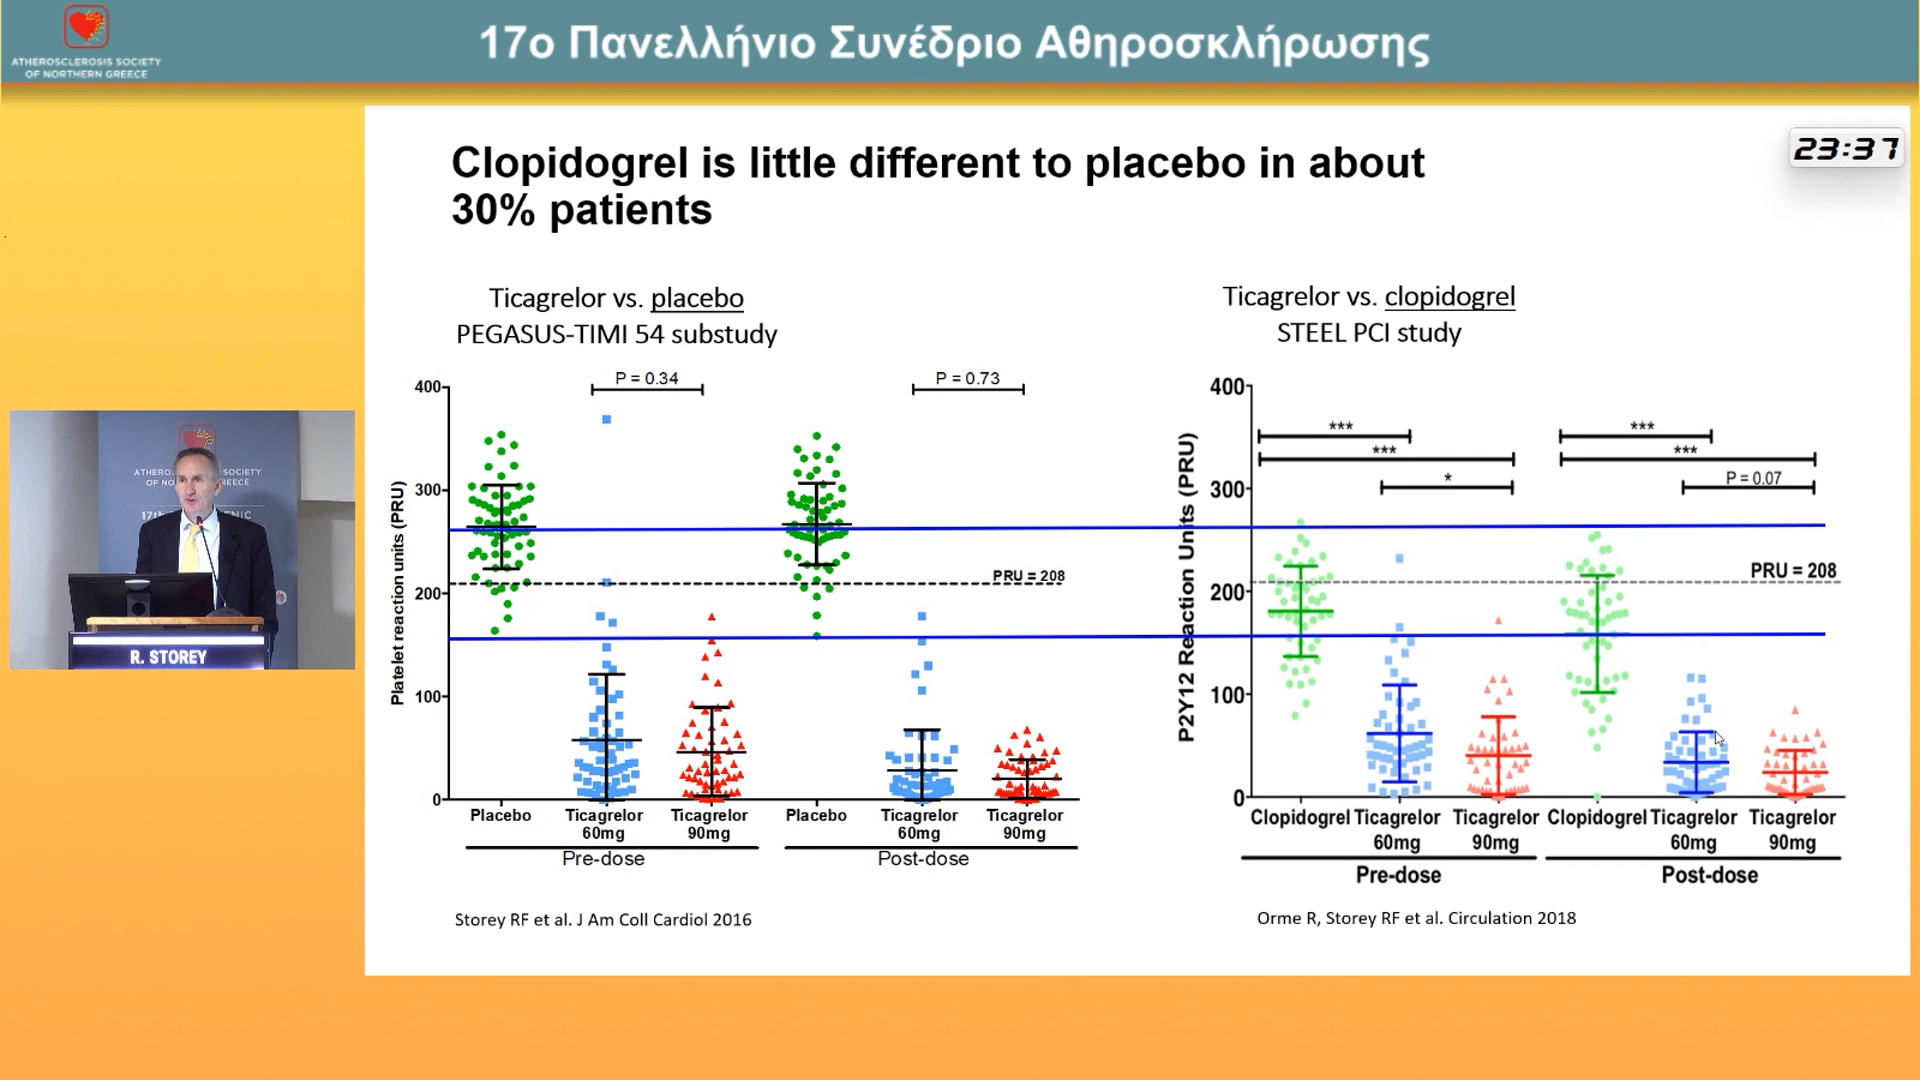 ATHEROSCLEROSIS SOCIETY
OF NORTHERN GREECE
17ο Πανελλήνιο Συνέδριο Αθηροσκλήρωσης
23:37
Clopidogrel is little different to placebo in about
30% patients
Ticagrelor vs. placebo
PEGASUS-TIMI 54 substudy
P = 0.34
P = 0.73
Platelet reaction units (PRU)
400
300
200
100
0
PRU = 208
Placebo
Ticagrelor
60mg
Ticagrelor
90mg
Placebo
Ticagrelor
60mg
Ticagrelor
90mg
Pre-dose
Post-dose
Storey RF et al. J Am Coll Cardiol 2016
Ticagrelor vs. clopidogrel
STEEL PCI study
P2Y12 Reaction Units (PRU)
400
300
200
100
0
***
***
*
***
***
P = 0.07
PRU = 208
Clopidogrel
Ticagrelor
60mg
Ticagrelor
90mg
Clopidogrel
Ticagrelor
60mg
Ticagrelor
90mg
Pre-dose
Post-dose
Orme R, Storey RF et al. Circulation 2018
SOCIETY
REECE
17th
ENIC
R. STOREY